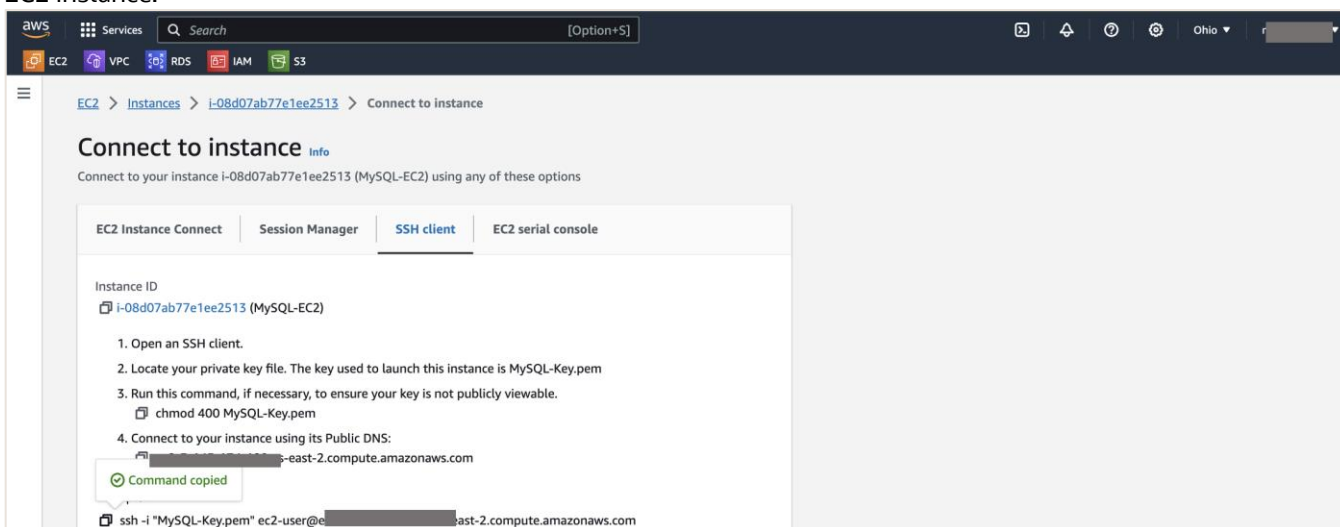 EC2 instance.
aws Services Search [Option+S] Ohio ▼ r
EC2 VPC RDS IAM S3
EC2 > Instances > i-08d07ab77e1ee2513 > Connect to instance
Connect to instance Info
Connect to your instance i-08d07ab77e1ee2513 (MySQL-EC2) using any of these options
EC2 Instance Connect Session Manager SSH client EC2 serial console
Instance ID
i-08d07ab77e1ee2513 (MySQL-EC2)
1. Open an SSH client.
2. Locate your private key file. The key used to launch this instance is MySQL-Key.pem
3. Run this command, if necessary, to ensure your key is not publicly viewable.
chmod 400 MySQL-Key.pem
4. Connect to your instance using its Public DNS:
-east-2.compute.amazonaws.com
Command copied
ssh -i "MySQL-Key.pem" ec2-user@e east-2.compute.amazonaws.com